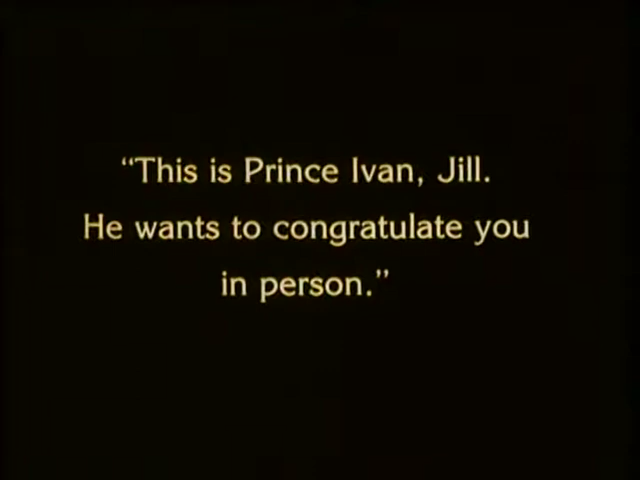 “This is Prince Ivan, Jill.
He wants to congratulate you
in person.”